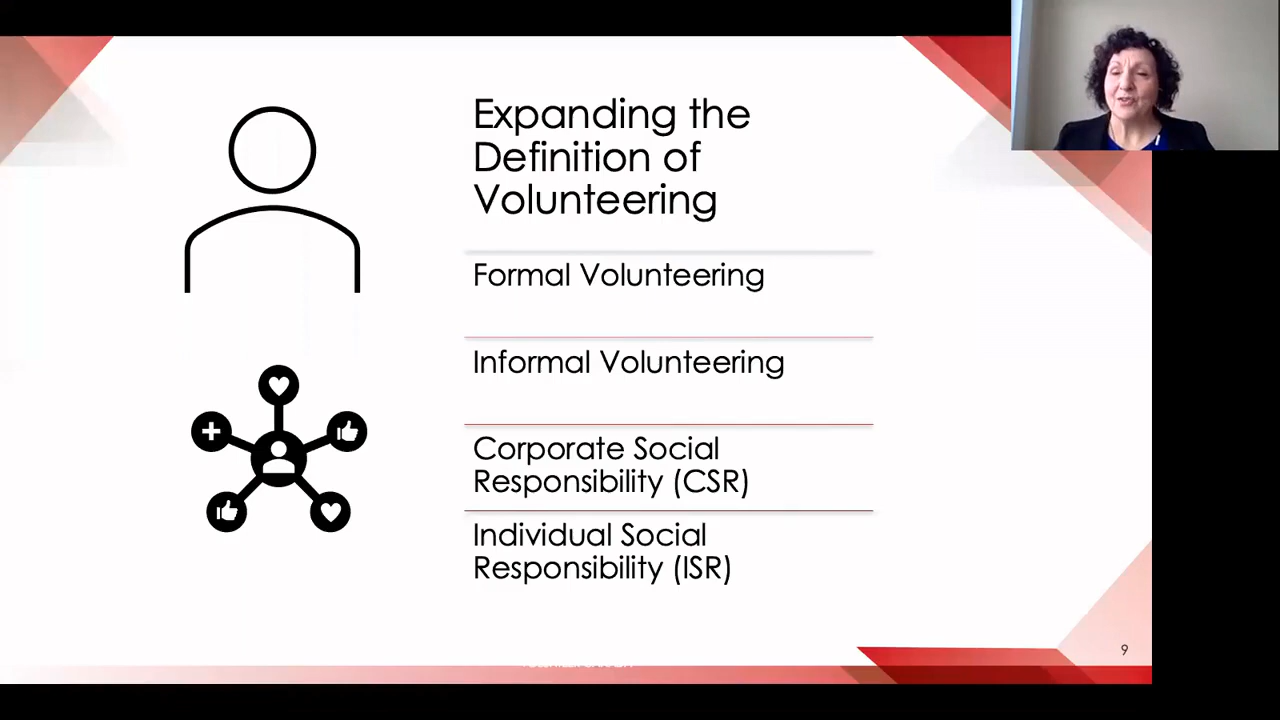 Expanding the
Definition of
Volunteering
Formal Volunteering
Informal Volunteering
Corporate Social
Responsibility (CSR)
Individual Social
Responsibility (ISR)
9